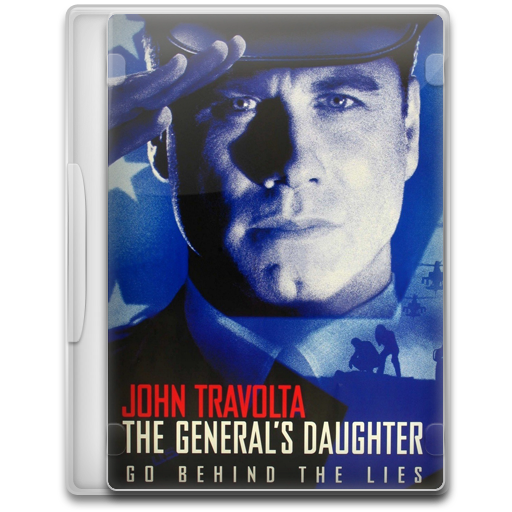 JOHN TRAVOLTA
THE GENERAL'S DAUGHTER
GO BEHIND THE LIES